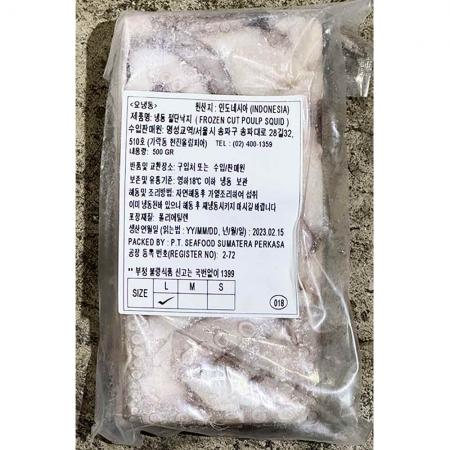 <요냉동> 원산지 : 인도네시아 (INDONESIA)
제품명: 냉동 절단낙지 ( FROZEN CUT POULP SQUID )
수입판매원: 명성교역/서울시 송파구 송파대로 28길32,
510호 (가락동 현진올림피아) TEL : (02) 400-1359
내용량: 500 GR
반품및 교환장소: 구입처 또는 수입/판매원
보존및 유통기준: 영하18℃ 이하 냉동 보관
해동및 조리방법: 자연해동후 가열조리하여 섭취
이미 냉동된바 있으니 해동 후 재냉동시키지 마시길 바랍니다
포장재질: 폴리에틸렌
생산연월일 (읽는법) : YY/MM/DD, 년/월/일) : 2023.02.15
PACKED BY : P.T. SEAFOOD SUMATERA PERKASA
공장 등록 번호(REGISTER NO) : 2-72
** 부정 불량식품 신고는 국번없이 1399
SIZE L M S
✓
018